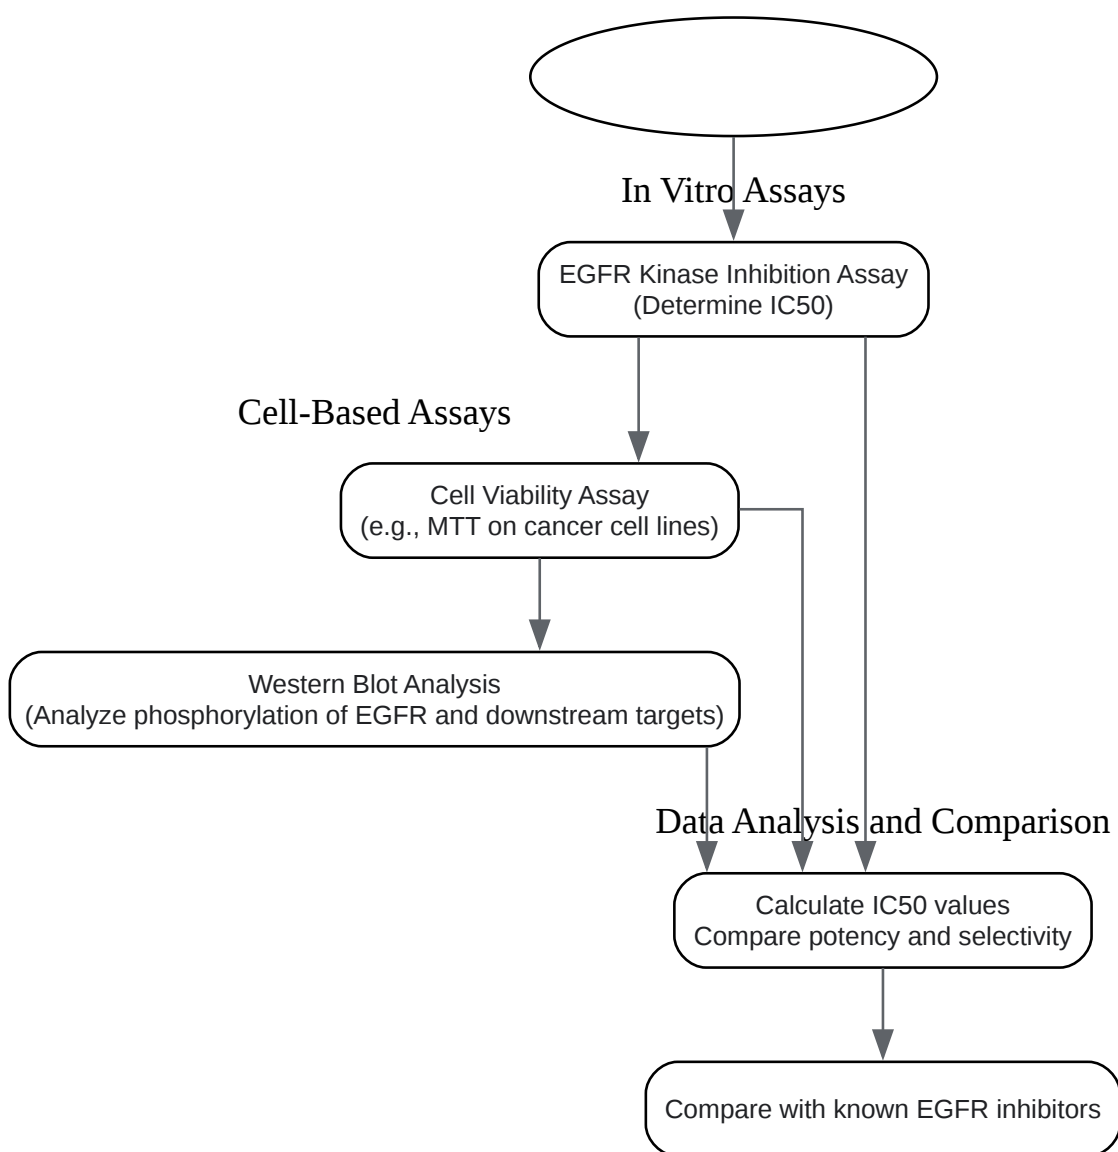 In Vitro Assays
EGFR Kinase Inhibition Assay
(Determine IC50)
Cell-Based Assays
Cell Viability Assay
(e.g., MTT on cancer cell lines)
Western Blot Analysis
(Analyze phosphorylation of EGFR and downstream targets)
Data Analysis and Comparison
Calculate IC50 values
Compare potency and selectivity
Compare with known EGFR inhibitors